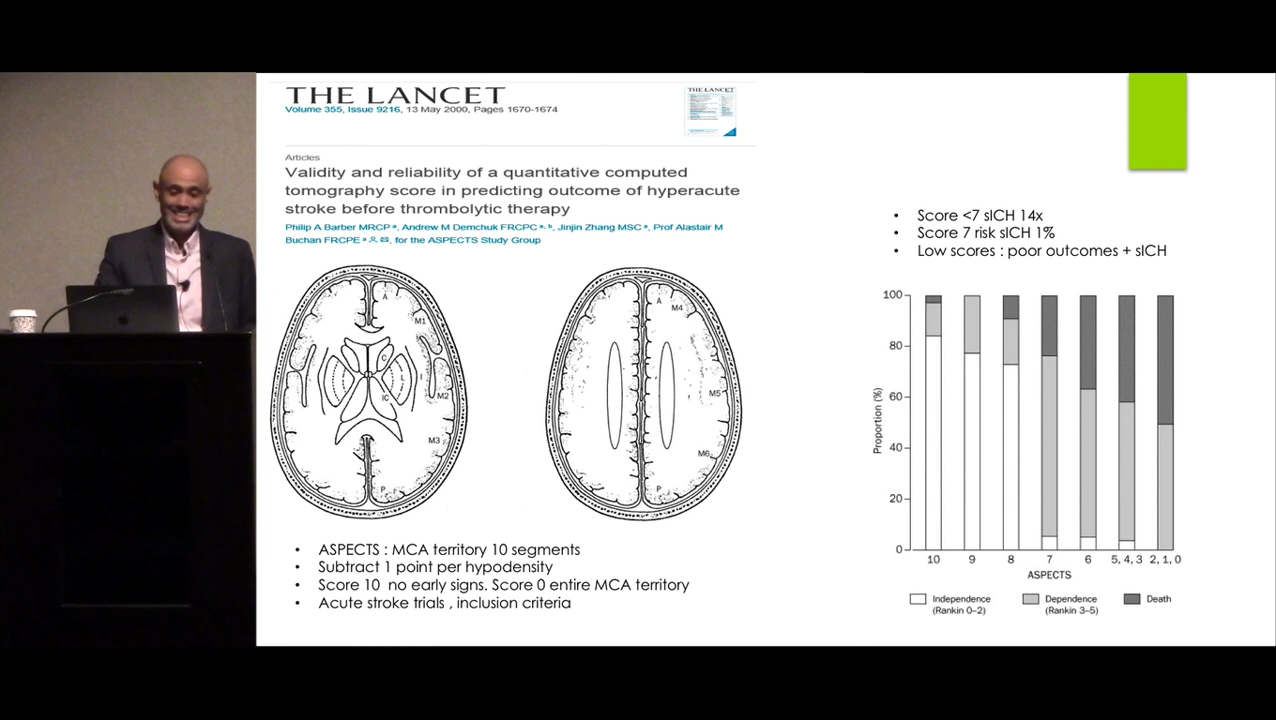 THE LANCET
Volume 355, Issue 9216, 13 May 2000, Pages 1670-1674
THE LANCET
Articles
Validity and reliability of a quantitative computed
tomography score in predicting outcome of hyperacute
stroke before thrombolytic therapy
Philip A Barber MRCP ᵃ, Andrew M Demchuk FRCPC ᵃ· ᵇ, Jinjin Zhang MSC ᵃ, Prof Alastair M
Buchan FRCPE ᵃ, for the ASPECTS Study Group
A
M1
C
I
IC
M2
M3
P
A
M4
M5
M6
P
• ASPECTS : MCA territory 10 segments
• Subtract 1 point per hypodensity
• Score 10 no early signs. Score 0 entire MCA territory
• Acute stroke trials , inclusion criteria
• Score <7 sICH 14x
• Score 7 risk sICH 1%
• Low scores : poor outcomes + sICH
Proportion (%)
100
80
60
40
20
0
10 9 8 7 6 5, 4, 3 2, 1, 0
ASPECTS
Independence (Rankin 0–2)
Dependence (Rankin 3–5)
Death